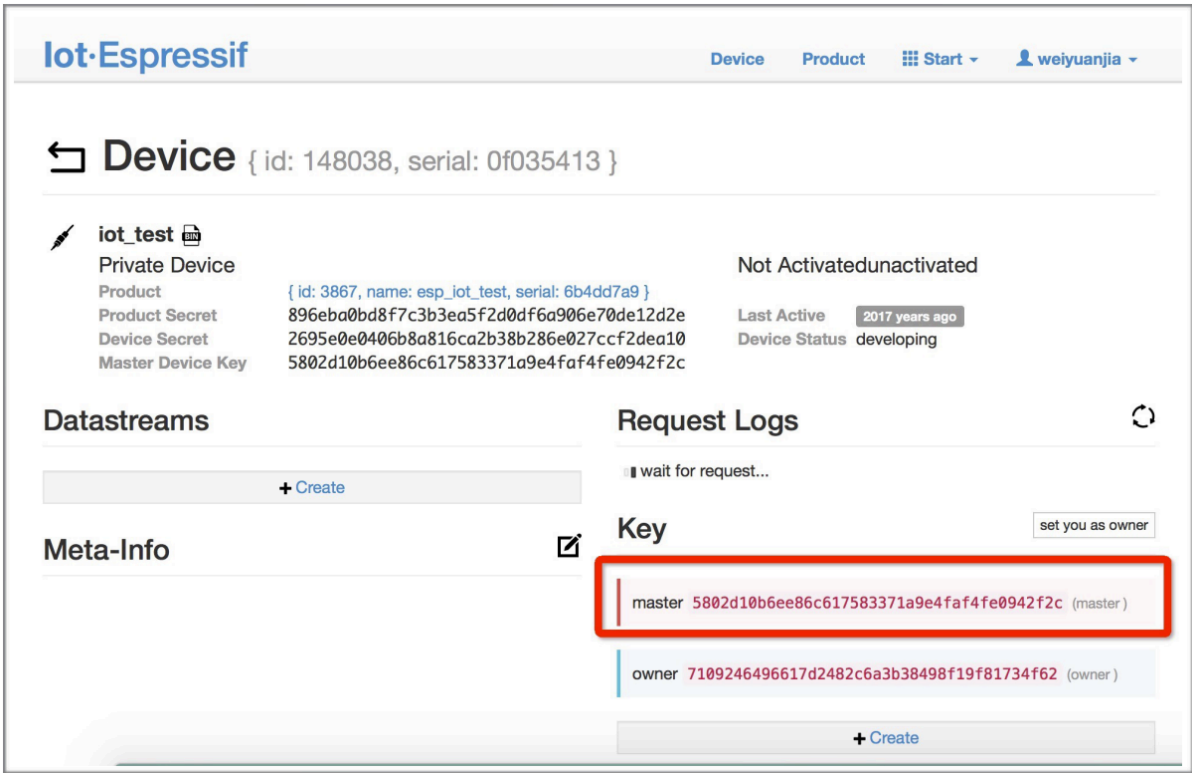 Iot·Espressif
Device Product Start weiyuanjia
Device { id: 148038, serial: 0f035413 }
iot_test BIN
Private Device
Product { id: 3867, name: esp_iot_test, serial: 6b4dd7a9 }
Product Secret 896eba0bd8f7c3b3ea5f2d0df6a906e70de12d2e
Device Secret 2695e0e0406b8a816ca2b38b286e027ccf2dea10
Master Device Key 5802d10b6ee86c617583371a9e4faf4fe0942f2c
Not Activatedunactivated
Last Active 2017 years ago
Device Status developing
Datastreams
+ Create
Meta-Info
Request Logs
wait for request...
Key
set you as owner
master 5802d10b6ee86c617583371a9e4faf4fe0942f2c (master )
owner 7109246496617d2482c6a3b38498f19f81734f62 (owner )
+ Create